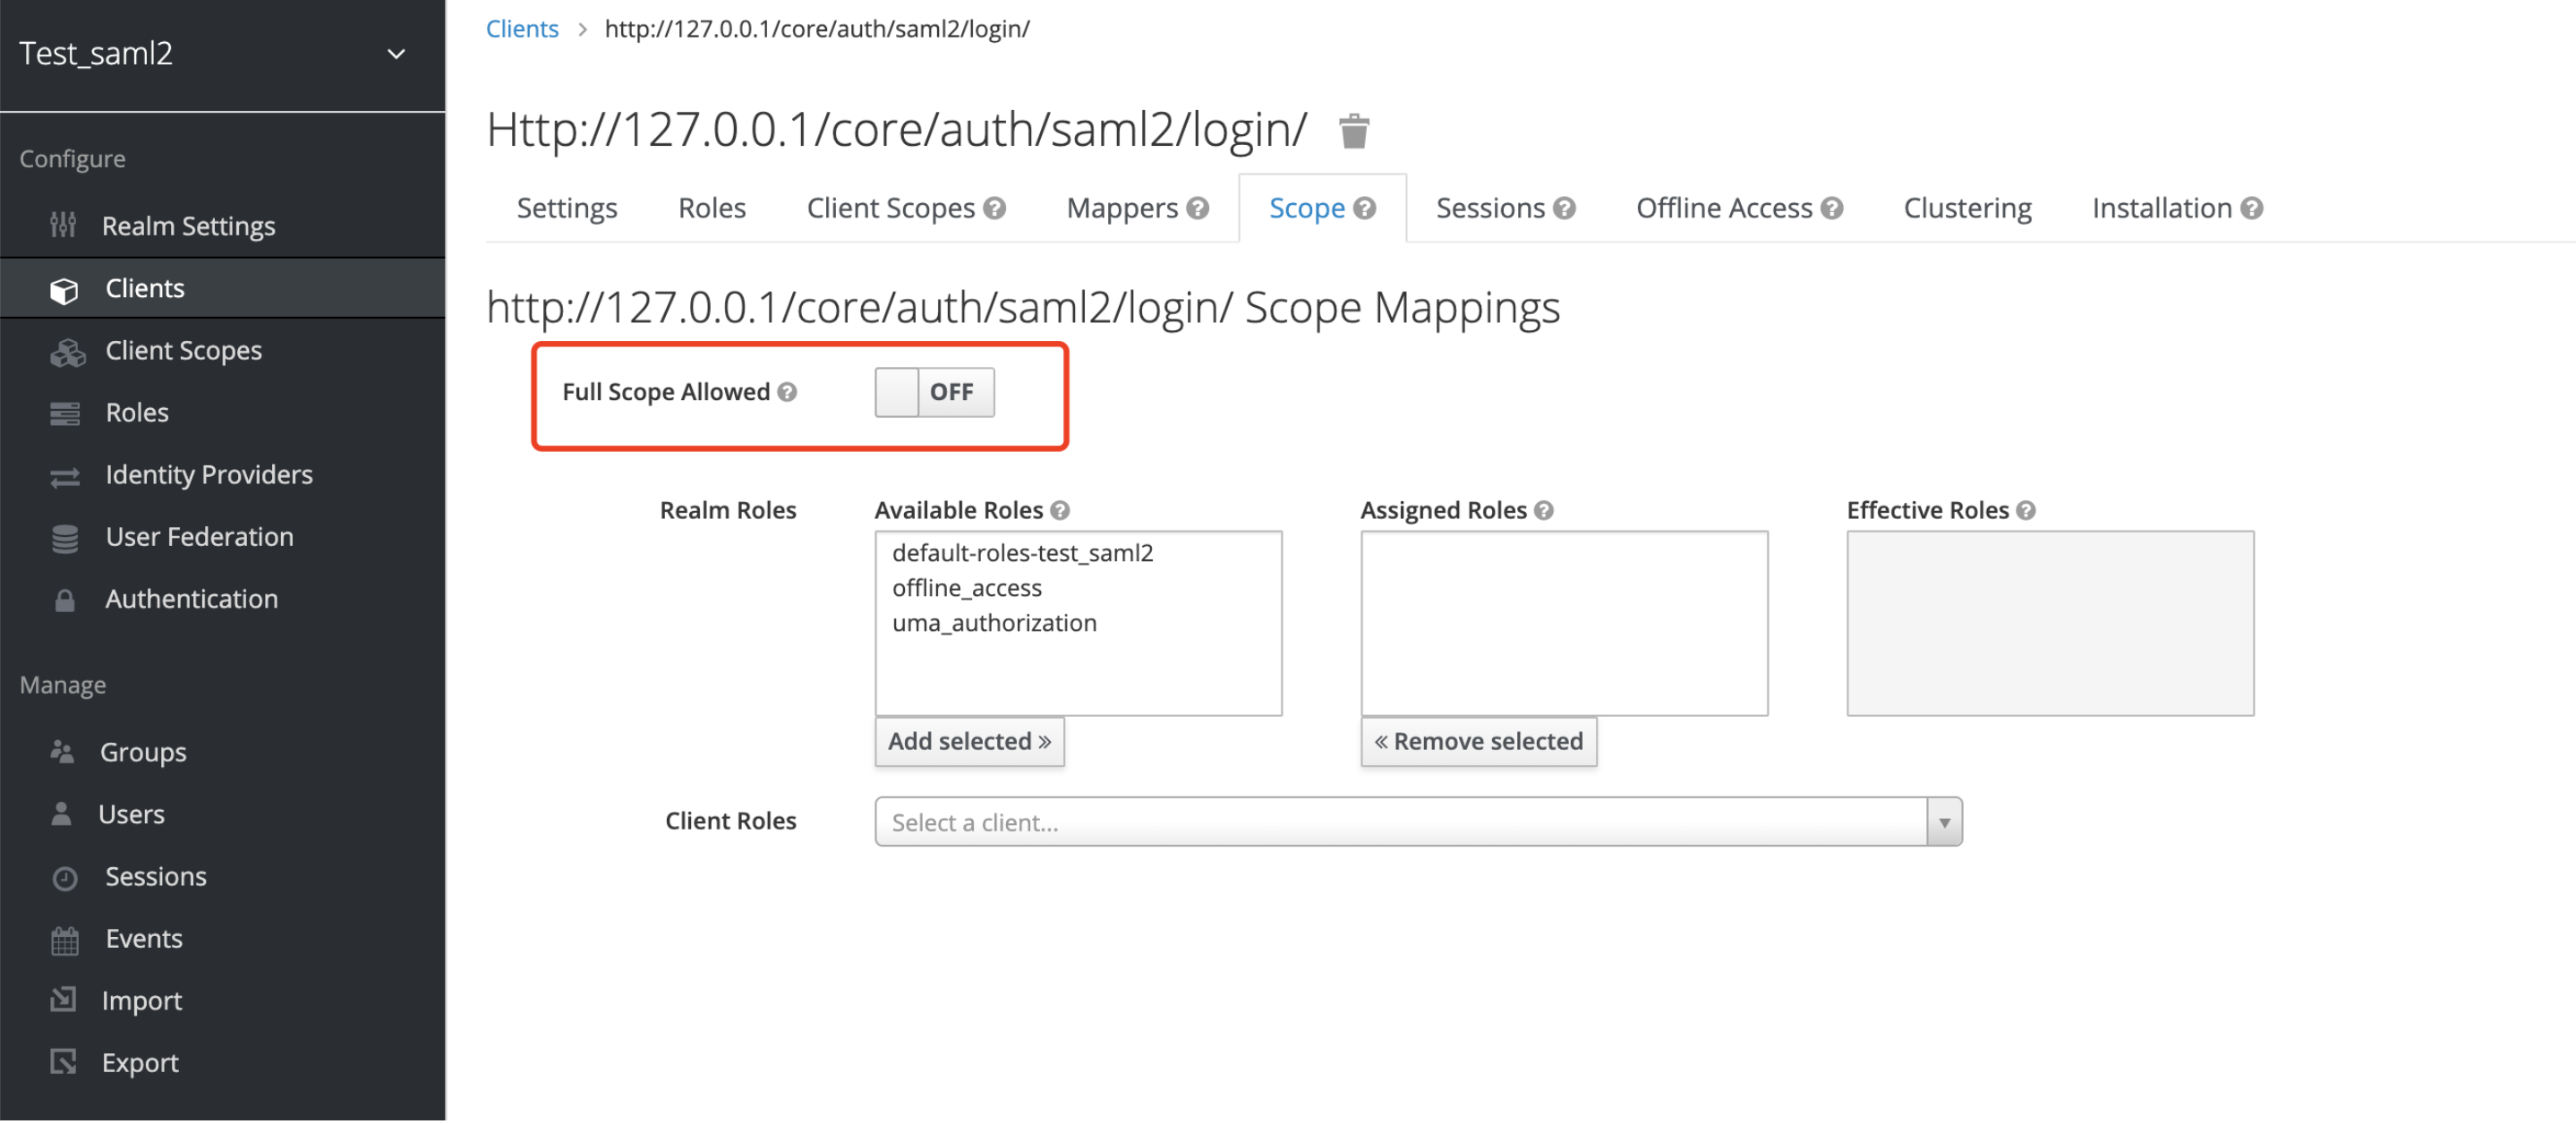 Test_saml2
Configure
Realm Settings
Clients
Client Scopes
Roles
Identity Providers
User Federation
Authentication
Manage
Groups
Users
Sessions
Events
Import
Export
Clients > http://127.0.0.1/core/auth/saml2/login/
Http://127.0.0.1/core/auth/saml2/login/
Settings Roles Client Scopes Mappers Scope Sessions Offline Access Clustering Installation
http://127.0.0.1/core/auth/saml2/login/ Scope Mappings
Full Scope Allowed OFF
Realm Roles Available Roles Assigned Roles Effective Roles
default-roles-test_saml2
offline_access
uma_authorization
Add selected » « Remove selected
Client Roles Select a client...